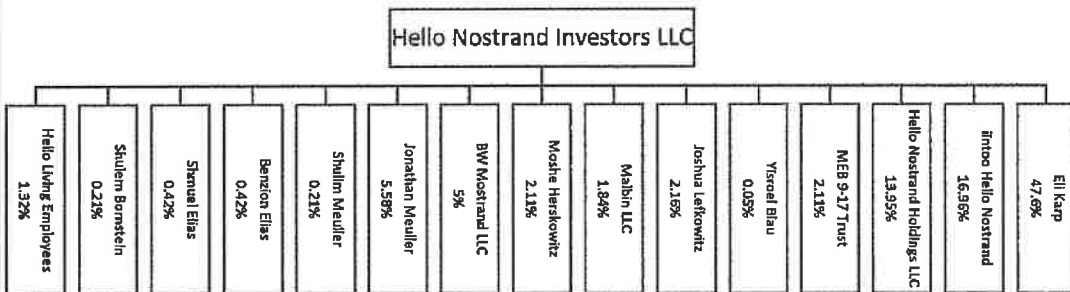 Hello Nostrand Investors LLC
Hello Living Employees
1.32%
Shulem Bornstein
0.21%
Shmuel Elias
0.42%
Benzion Elias
0.42%
Shulim Meuller
0.21%
Jonathan Meuller
5.58%
BW Mostrand LLC
5%
Moshe Herskowitz
2.11%
Malbin LLC
1.84%
Joshua Lefkowitz
2.16%
Yisroel Blau
0.05%
MEB 9-17 Trust
2.11%
Hello Nostrand Holdings LLC
13.95%
iintoo Hello Nostrand
16.96%
Eli Karp
47.6%